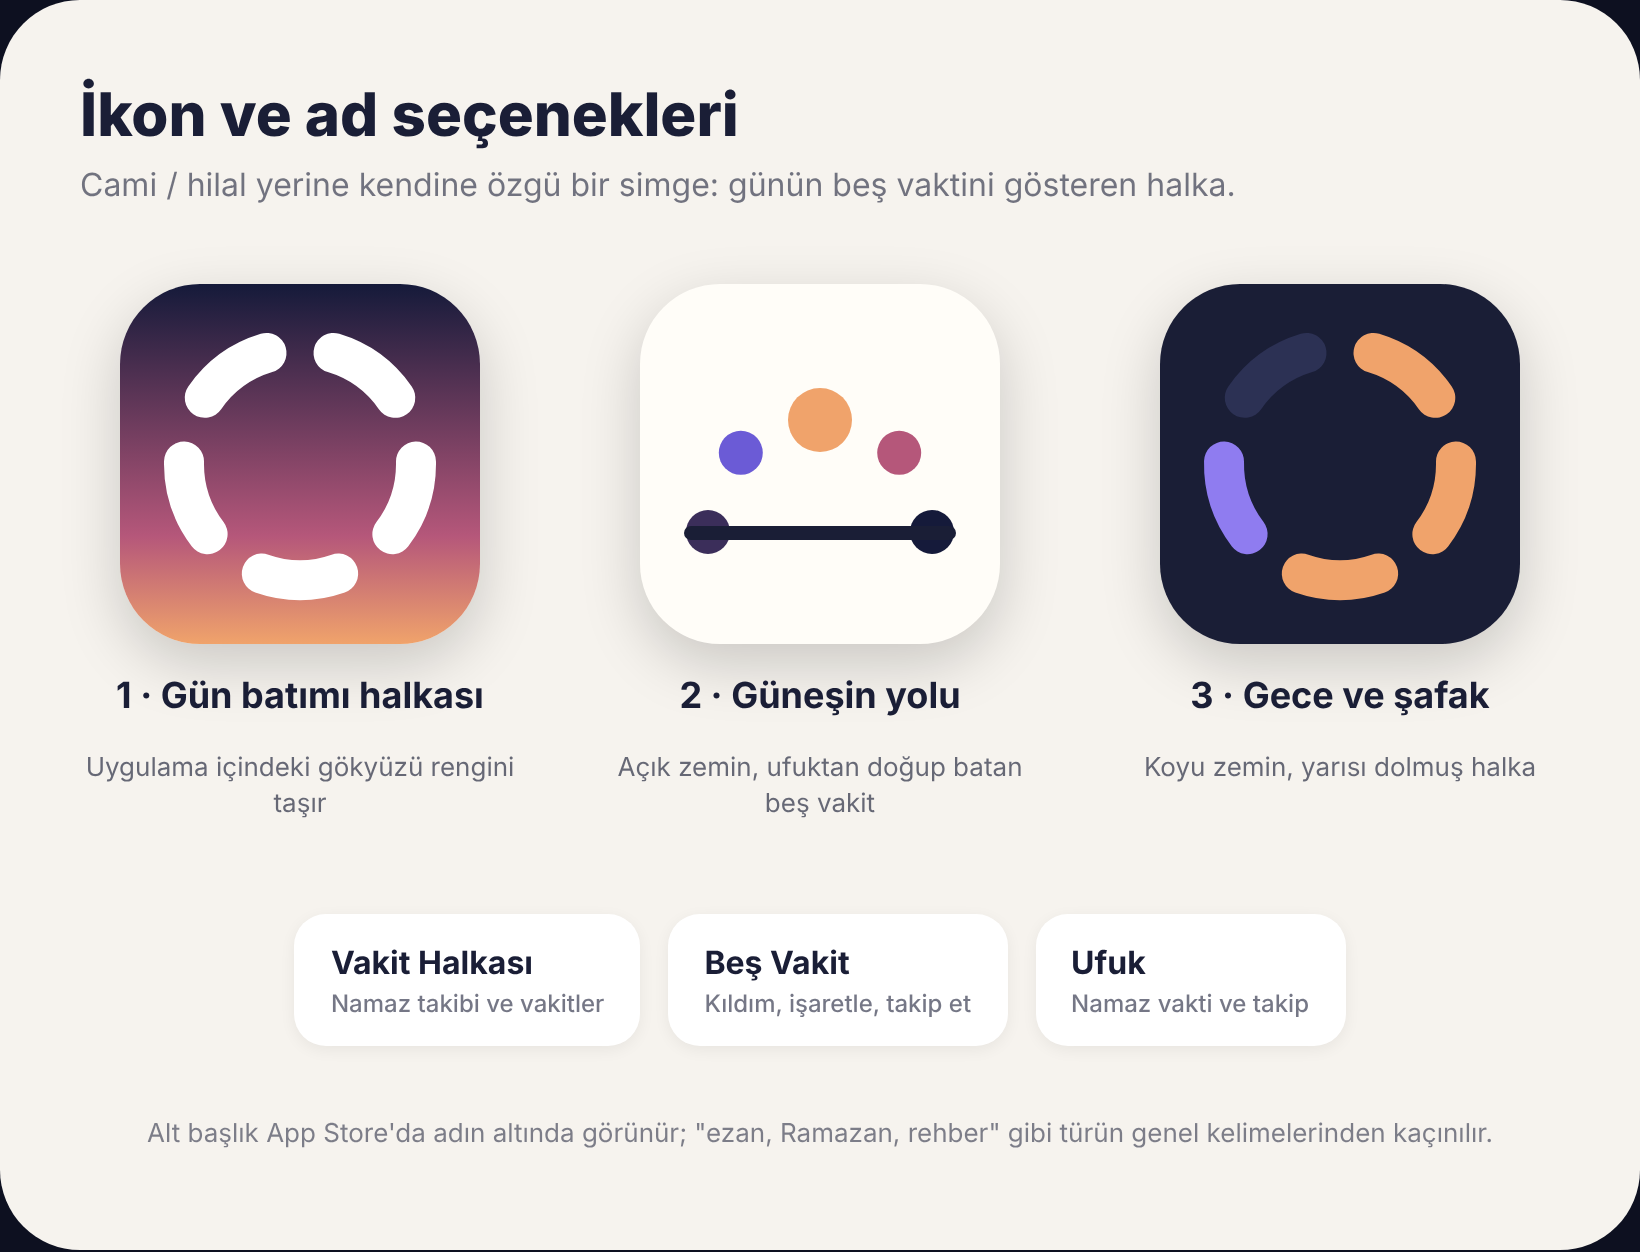 İkon ve ad seçenekleri
Cami / hilal yerine kendine özgü bir simge: günün beş vaktini gösteren halka.
1 · Gün batımı halkası
Uygulama içindeki gökyüzü rengini
taşır
2 · Güneşin yolu
Açık zemin, ufuktan doğup batan
beş vakit
3 · Gece ve şafak
Koyu zemin, yarısı dolmuş halka
Vakit Halkası
Namaz takibi ve vakitler
Beş Vakit
Kıldım, işaretle, takip et
Ufuk
Namaz vakti ve takip
Alt başlık App Store'da adın altında görünür; "ezan, Ramazan, rehber" gibi türün genel kelimelerinden kaçınılır.